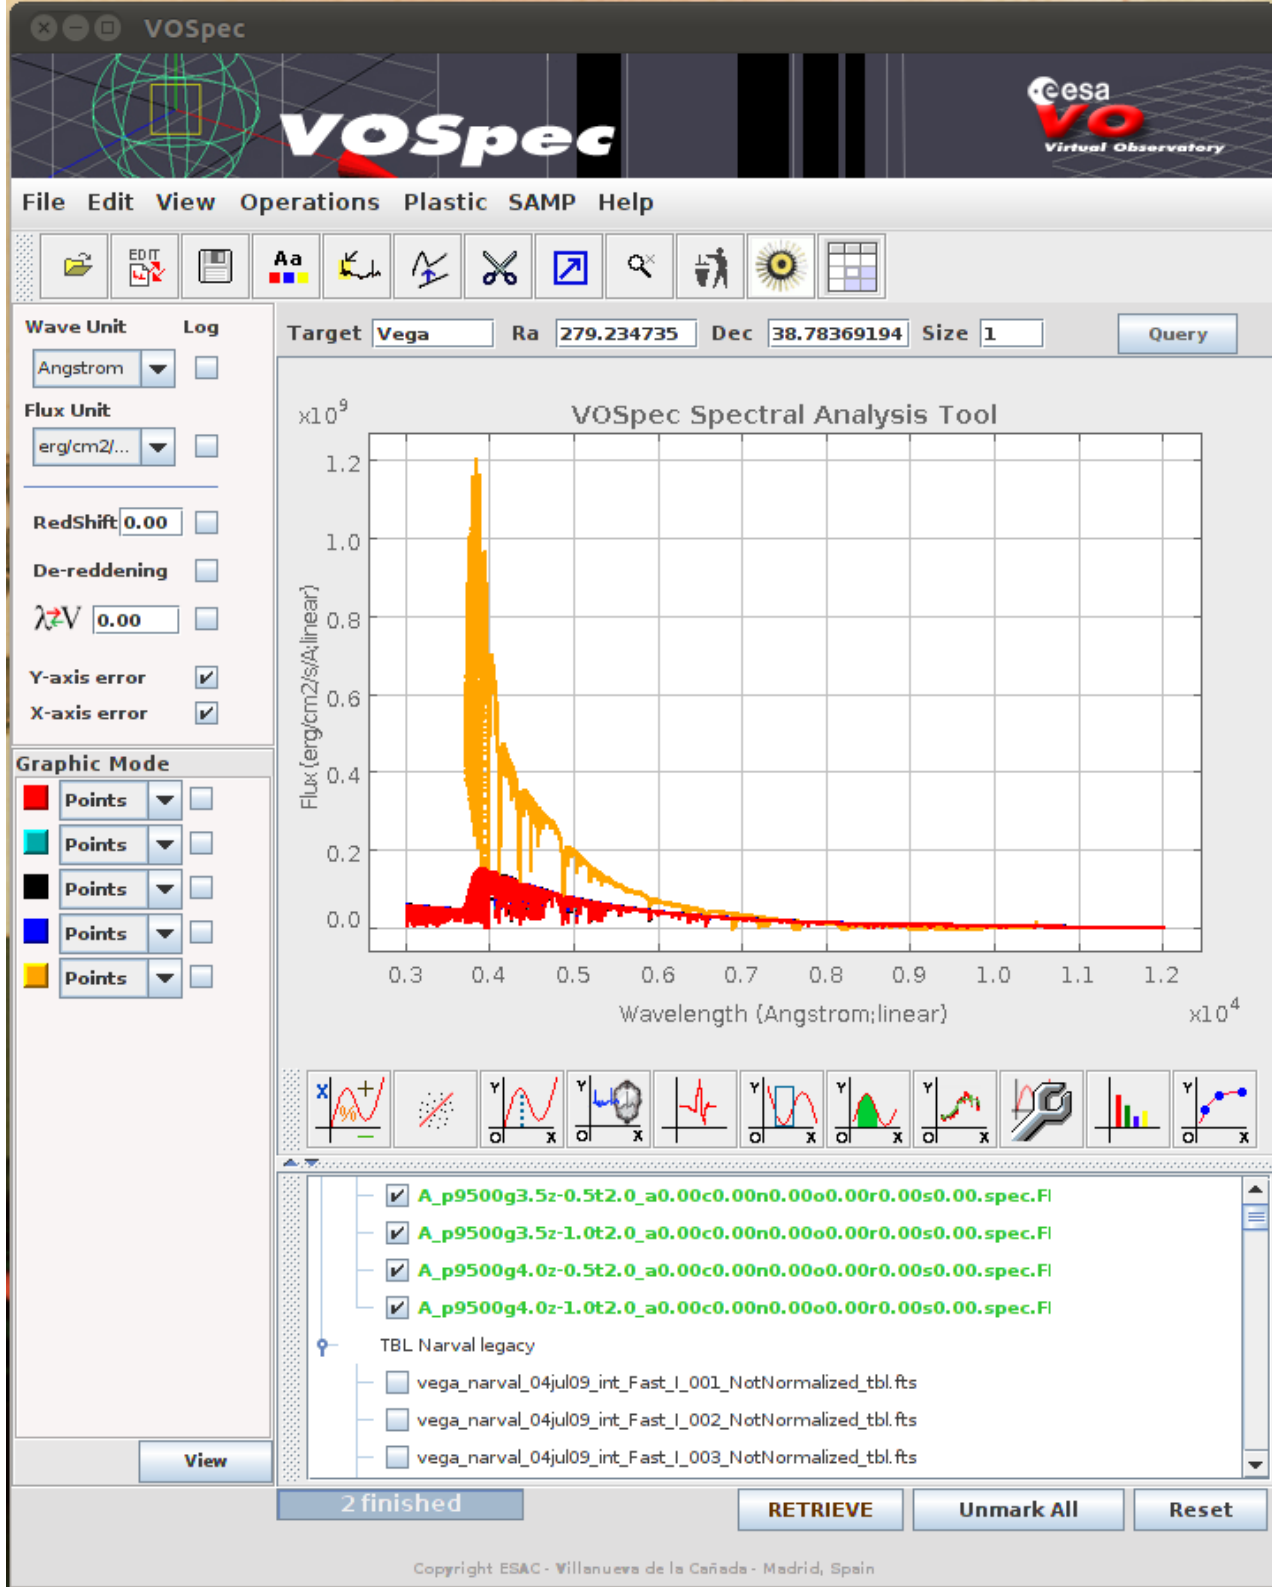 VOSpec
VOSpec
esa
VO
Virtual Observatory
File Edit View Operations Plastic SAMP Help
EDIT
Aa
Wave Unit Log
Target Vega Ra 279.234735 Dec 38.78369194 Size 1 Query
Angstrom
Flux Unit
erg/cm2/...
RedShift 0.00
De-reddening
λ⇄V 0.00
Y-axis error
X-axis error
Graphic Mode
Points
Points
Points
Points
Points
View
x10^9
VOSpec Spectral Analysis Tool
1.2
1.0
0.8
0.6
0.4
0.2
0.0
Flux (erg/cm2/s/A;linear)
0.3 0.4 0.5 0.6 0.7 0.8 0.9 1.0 1.1 1.2
Wavelength (Angstrom;linear) x10^4
X % + −
Y O X
Y O X
Y O X
Y O X
Y O X
Y O X
A_p9500g3.5z-0.5t2.0_a0.00c0.00n0.00o0.00r0.00s0.00.spec.Fl
A_p9500g3.5z-1.0t2.0_a0.00c0.00n0.00o0.00r0.00s0.00.spec.Fl
A_p9500g4.0z-0.5t2.0_a0.00c0.00n0.00o0.00r0.00s0.00.spec.Fl
A_p9500g4.0z-1.0t2.0_a0.00c0.00n0.00o0.00r0.00s0.00.spec.Fl
TBL Narval legacy
vega_narval_04jul09_int_Fast_I_001_NotNormalized_tbl.fts
vega_narval_04jul09_int_Fast_I_002_NotNormalized_tbl.fts
vega_narval_04jul09_int_Fast_I_003_NotNormalized_tbl.fts
2 finished
RETRIEVE Unmark All Reset
Copyright ESAC - Villanueva de la Cañada - Madrid, Spain